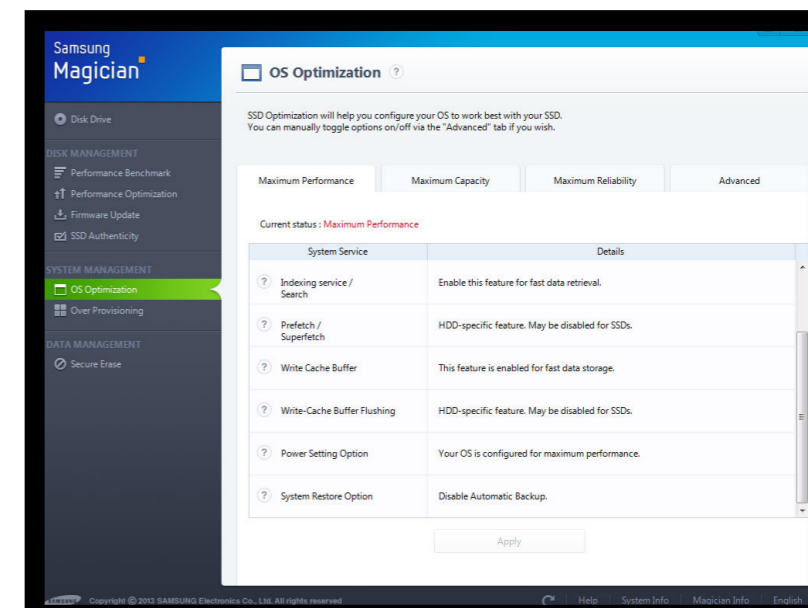 Samsung
Magician
OS Optimization ?
SSD Optimization will help you configure your OS to work best with your SSD.
You can manually toggle options on/off via the "Advanced" tab if you wish.
Disk Drive
DISK MANAGEMENT
Performance Benchmark
Performance Optimization
Firmware Update
SSD Authenticity
SYSTEM MANAGEMENT
OS Optimization
Over Provisioning
DATA MANAGEMENT
Secure Erase
Maximum Performance Maximum Capacity Maximum Reliability Advanced
Current status : Maximum Performance
System Service Details
? Indexing service /
Search
Enable this feature for fast data retrieval.
? Prefetch /
Superfetch
HDD-specific feature. May be disabled for SSDs.
? Write Cache Buffer This feature is enabled for fast data storage.
? Write-Cache Buffer Flushing HDD-specific feature. May be disabled for SSDs.
? Power Setting Option Your OS is configured for maximum performance.
? System Restore Option Disable Automatic Backup.
Apply
SAMSUNG Copyright © 2013 SAMSUNG Electronics Co., Ltd. All rights reserved Help System Info Magician Info English